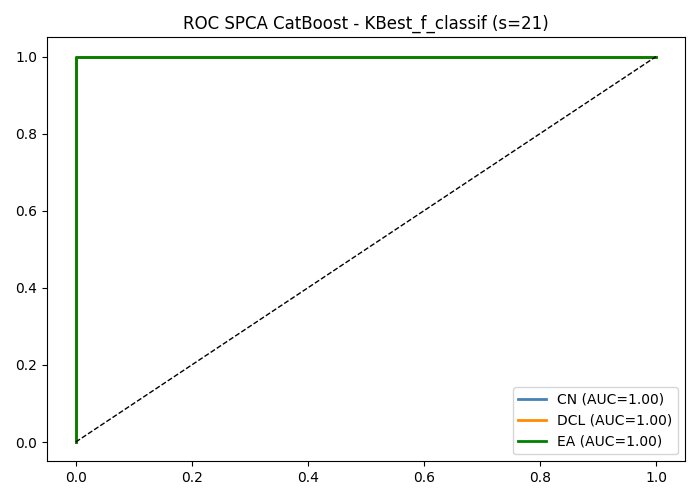 ROC SPCA CatBoost - KBest_f_classif (s=21)
1.0
0.8
0.6
0.4
0.2
0.0
0.0 0.2 0.4 0.6 0.8 1.0
CN (AUC=1.00)
DCL (AUC=1.00)
EA (AUC=1.00)